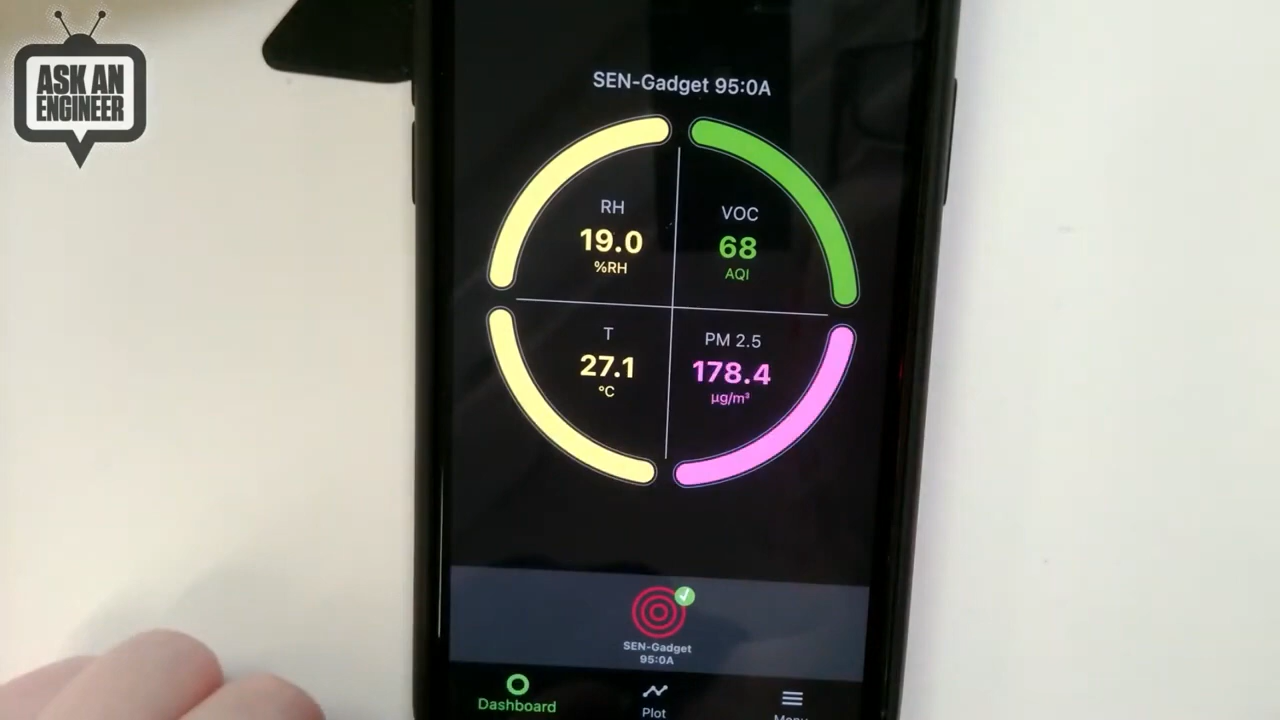 ASK AN
ENGINEER
SEN-Gadget 95:0A
RH
19.0
%RH
VOC
68
AQI
T
27.1
°C
PM 2.5
178.4
µg/m³
SEN-Gadget
95:0A
Dashboard
Plot
Menu